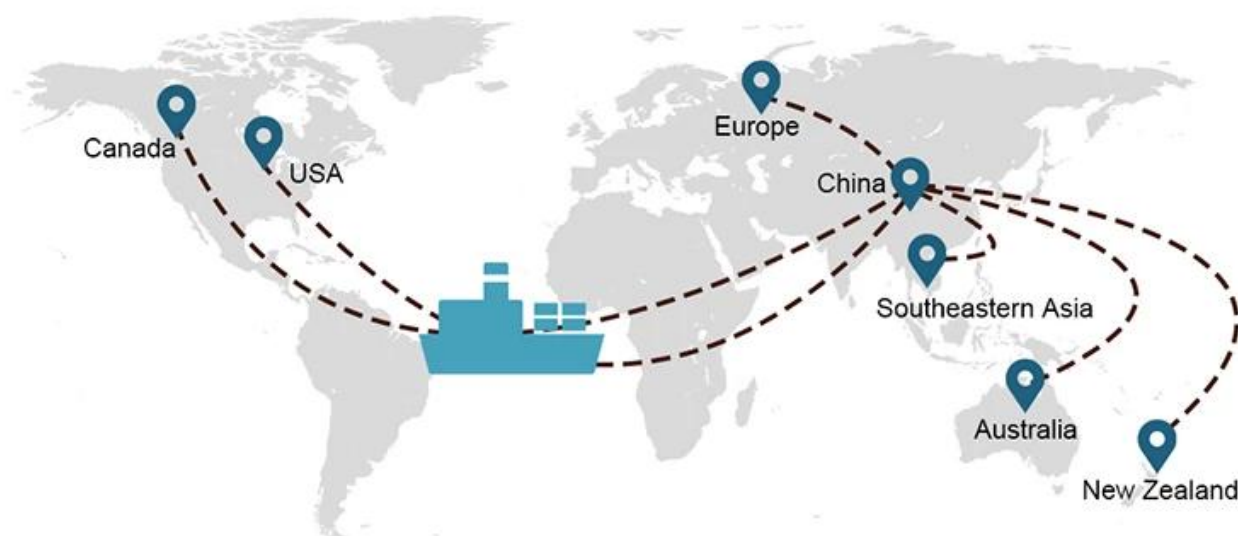 Canada
USA
Europe
China
Southeastern Asia
Australia
New Zealand